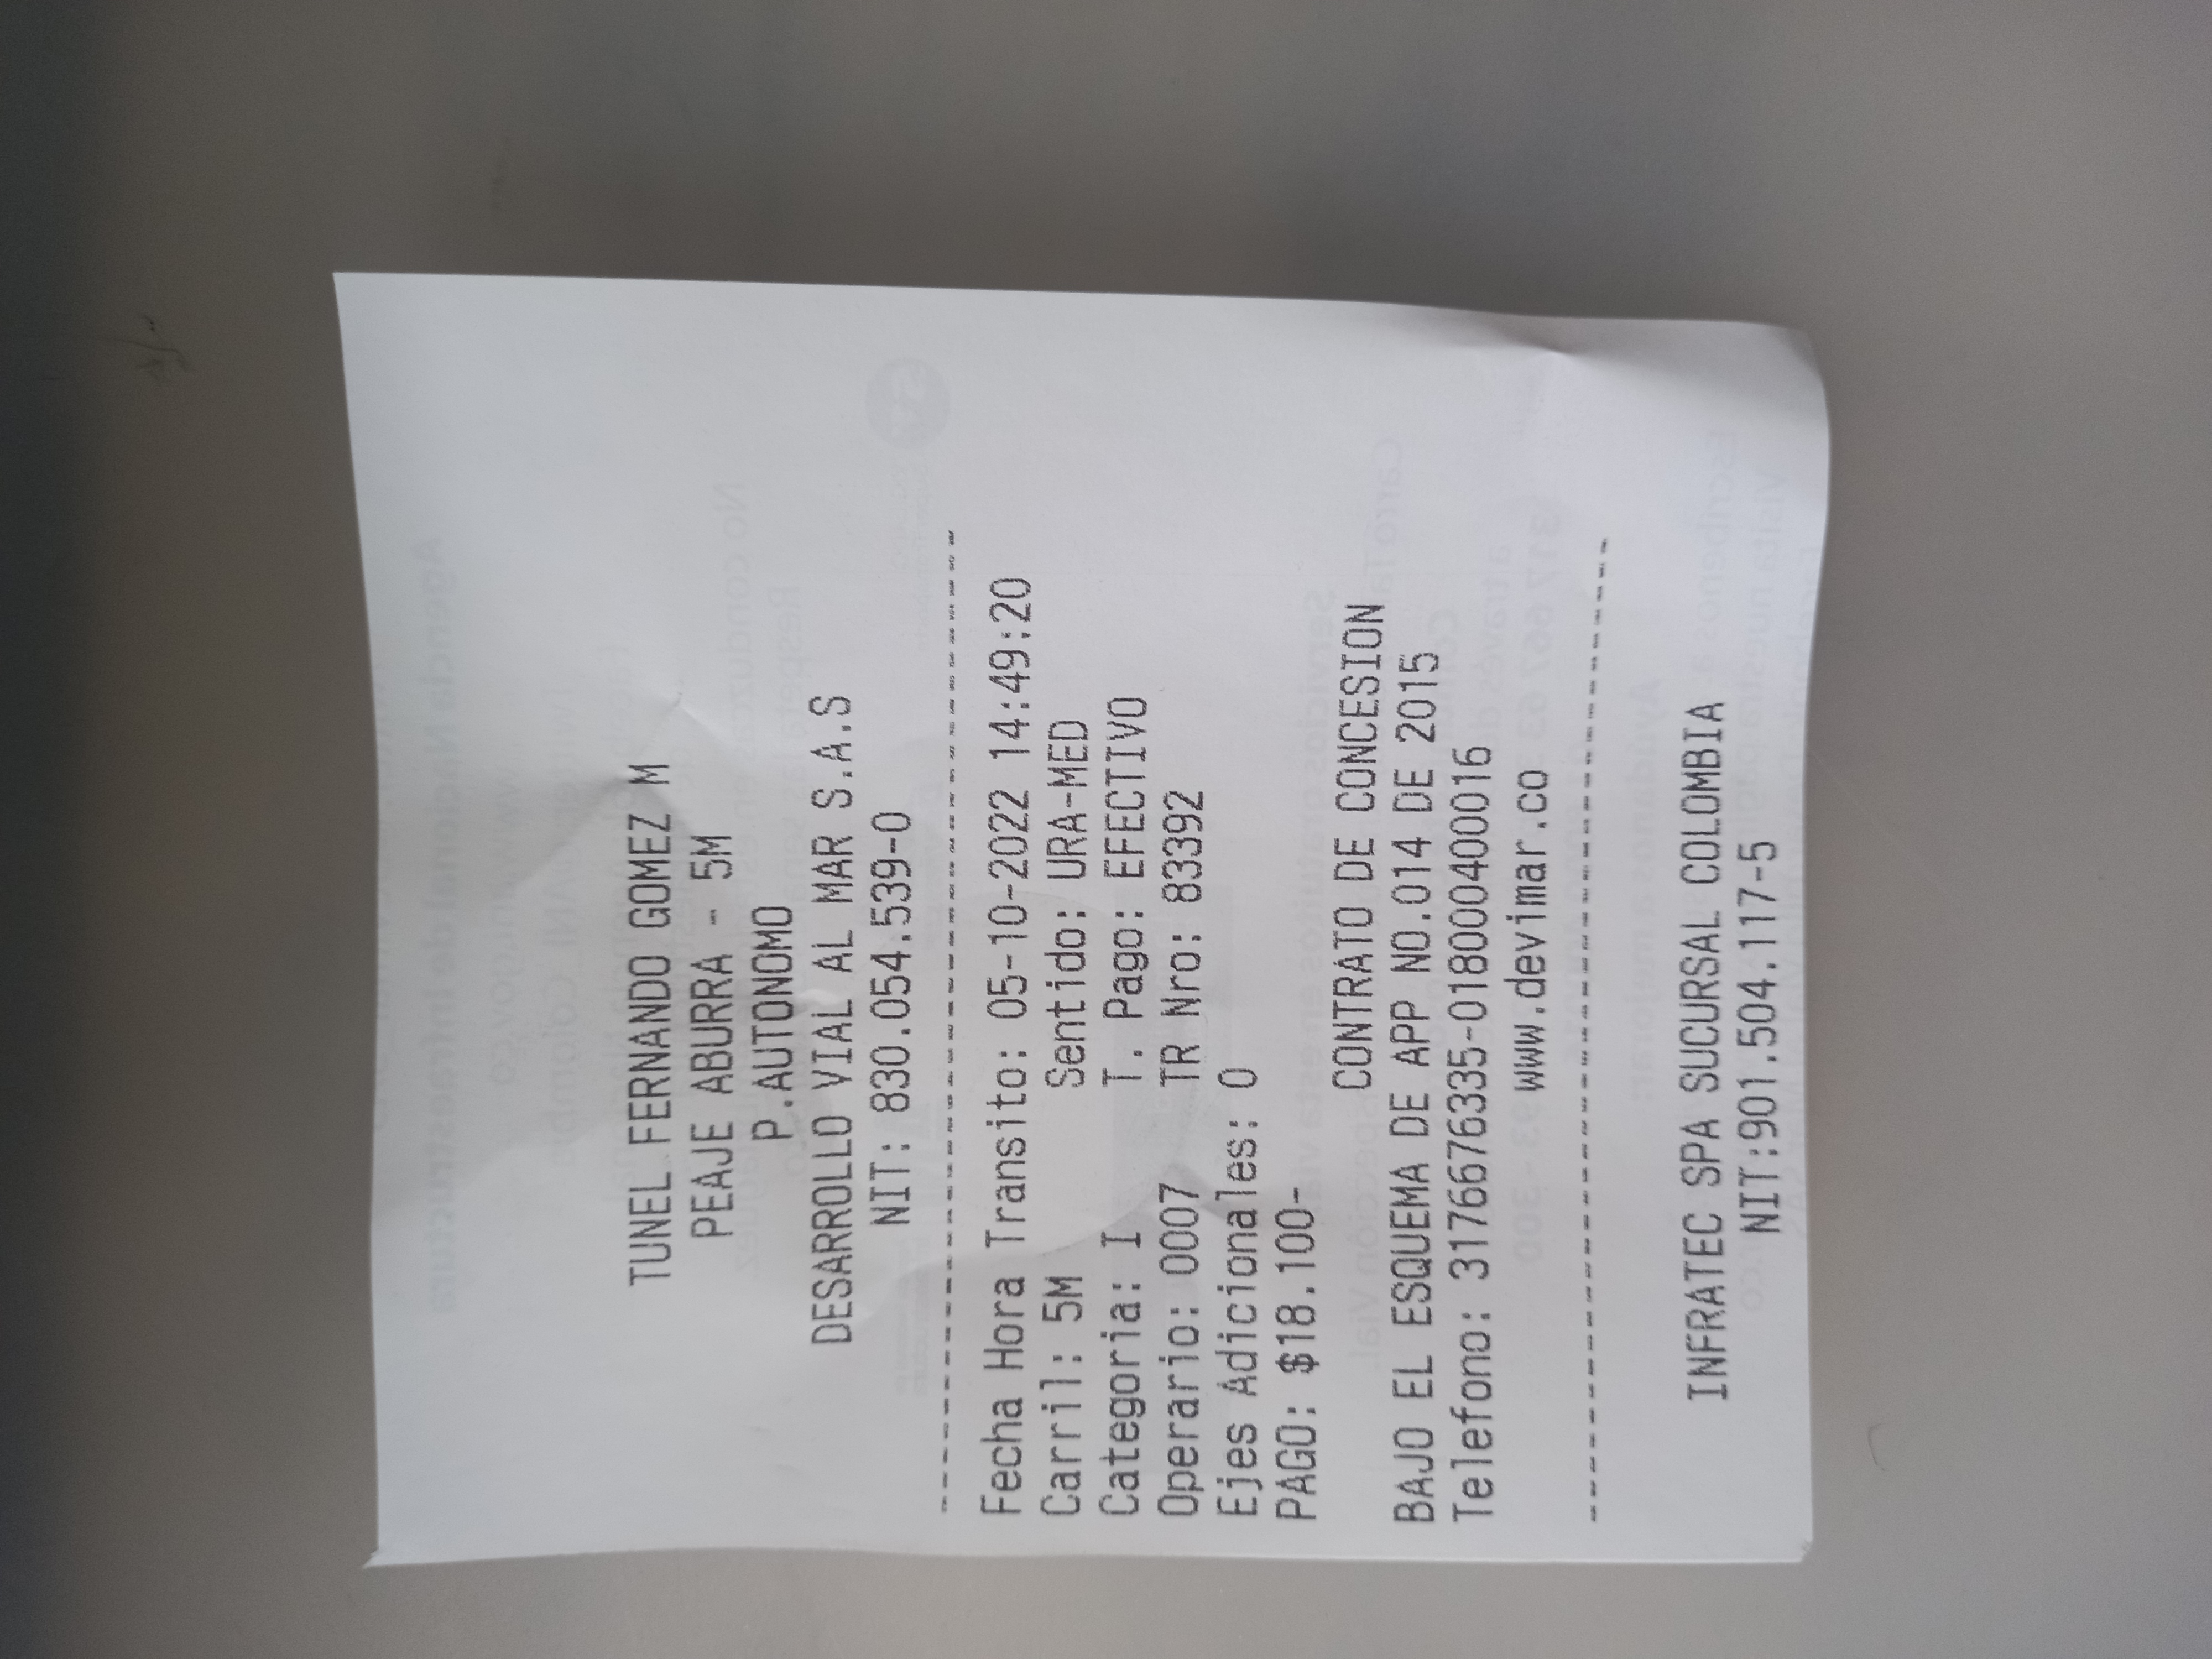 TUNEL FERNANDO GOMEZ M
PEAJE ABURRA - 5M
P.AUTONOMO
DESARROLLO VIAL AL MAR S.A.S
NIT: 830.054.539-0
--------------------------------------------
Fecha Hora Transito: 05-10-2022 14:49:20
Carril: 5M Sentido: URA-MED
Categoria: I T. Pago: EFECTIVO
Operario: 0007 TR Nro: 83392
Ejes Adicionales: 0
PAGO: $18.100-
CONTRATO DE CONCESION
BAJO EL ESQUEMA DE APP NO.014 DE 2015
Telefono: 3176676335-018000400016
www.devimar.co
--------------------------------------------
INFRATEC SPA SUCURSAL COLOMBIA
NIT:901.504.117-5